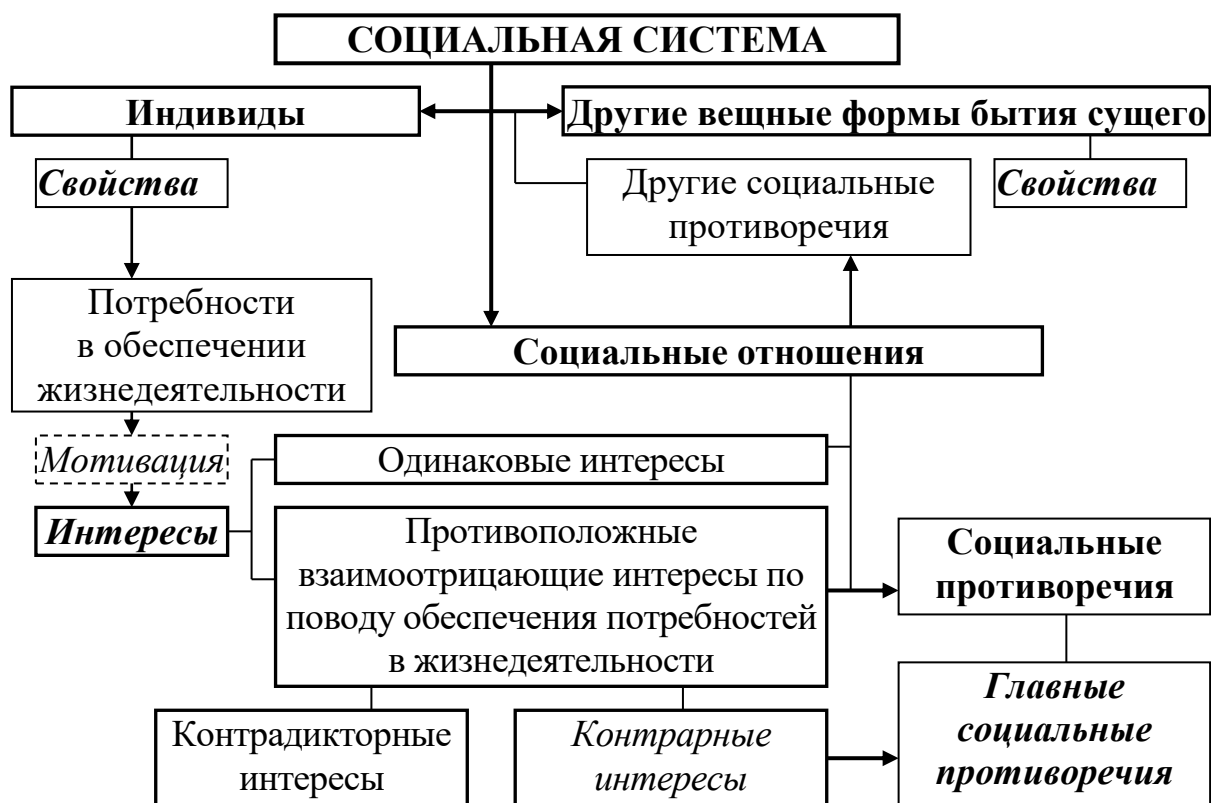 СОЦИАЛЬНАЯ СИСТЕМА
Индивиды
Другие вещные формы бытия сущего
Свойства
Другие социальные
противоречия
Свойства
Потребности
в обеспечении
жизнедеятельности
Социальные отношения
Мотивация
Одинаковые интересы
Интересы
Противоположные
взаимоотрицающие интересы по
поводу обеспечения потребностей
в жизнедеятельности
Социальные
противоречия
Контрадикторные
интересы
Контрарные
интересы
Главные
социальные
противоречия